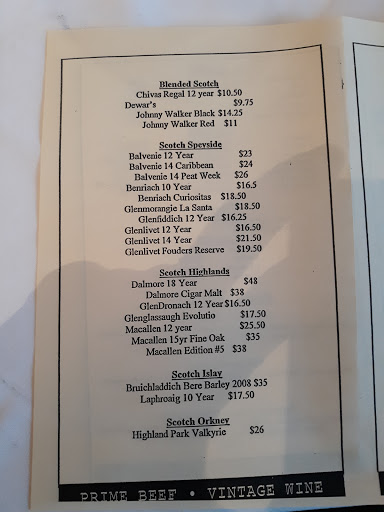 Blended Scotch
Chivas Regal 12 year $10.50
Dewar's $9.75
Johnny Walker Black $14.25
Johnny Walker Red $11
Scotch Speyside
Balvenie 12 Year $23
Balvenie 14 Caribbean $24
Balvenie 14 Peat Week $26
Benriach 10 Year $16.5
Benriach Curiositas $18.50
Glenmorangie La Santa $18.50
Glenfiddich 12 Year $16.25
Glenlivet 12 Year $16.50
Glenlivet 14 Year $21.50
Glenlivet Fouders Reserve $19.50
Scotch Highlands
Dalmore 18 Year $48
Dalmore Cigar Malt $38
GlenDronach 12 Year $16.50
Glenglassaugh Evolutio $17.50
Macallen 12 year $25.50
Macallen 15yr Fine Oak $35
Macallen Edition #5 $38
Scotch Islay
Bruichladdich Bere Barley 2008 $35
Laphroaig 10 Year $17.50
Scotch Orkney
Highland Park Valkyrie $26
PRIME BEEF • VINTAGE WINE